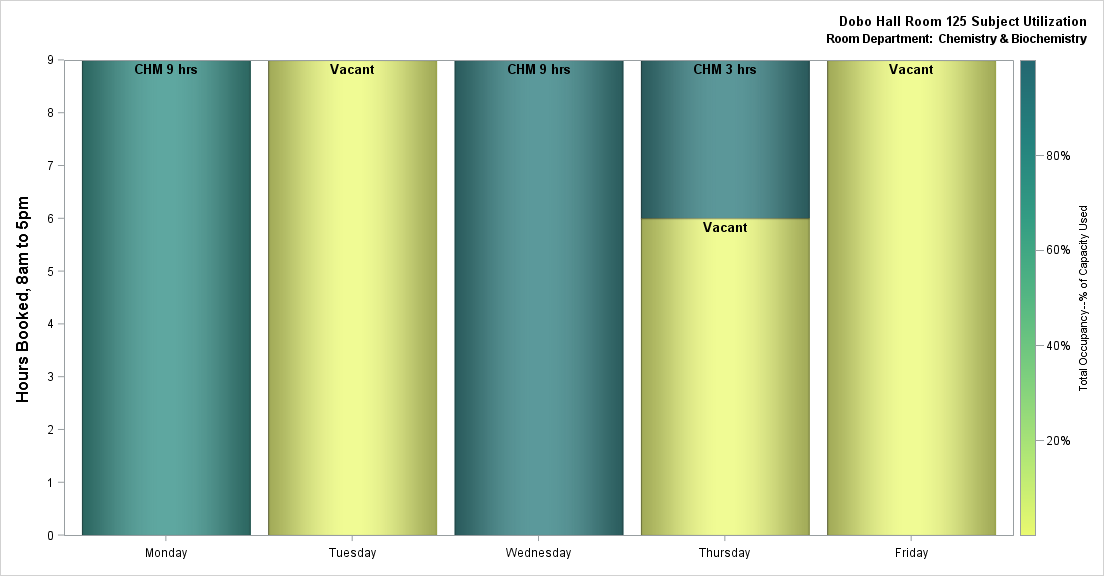 Dobo Hall Room 125 Subject Utilization
Room Department: Chemistry & Biochemistry
Hours Booked, 8am to 5pm
9
8
7
6
5
4
3
2
1
0
CHM 9 hrs
Vacant
CHM 9 hrs
CHM 3 hrs
Vacant
Vacant
Monday
Tuesday
Wednesday
Thursday
Friday
80%
60%
40%
20%
Total Occupancy--% of Capacity Used